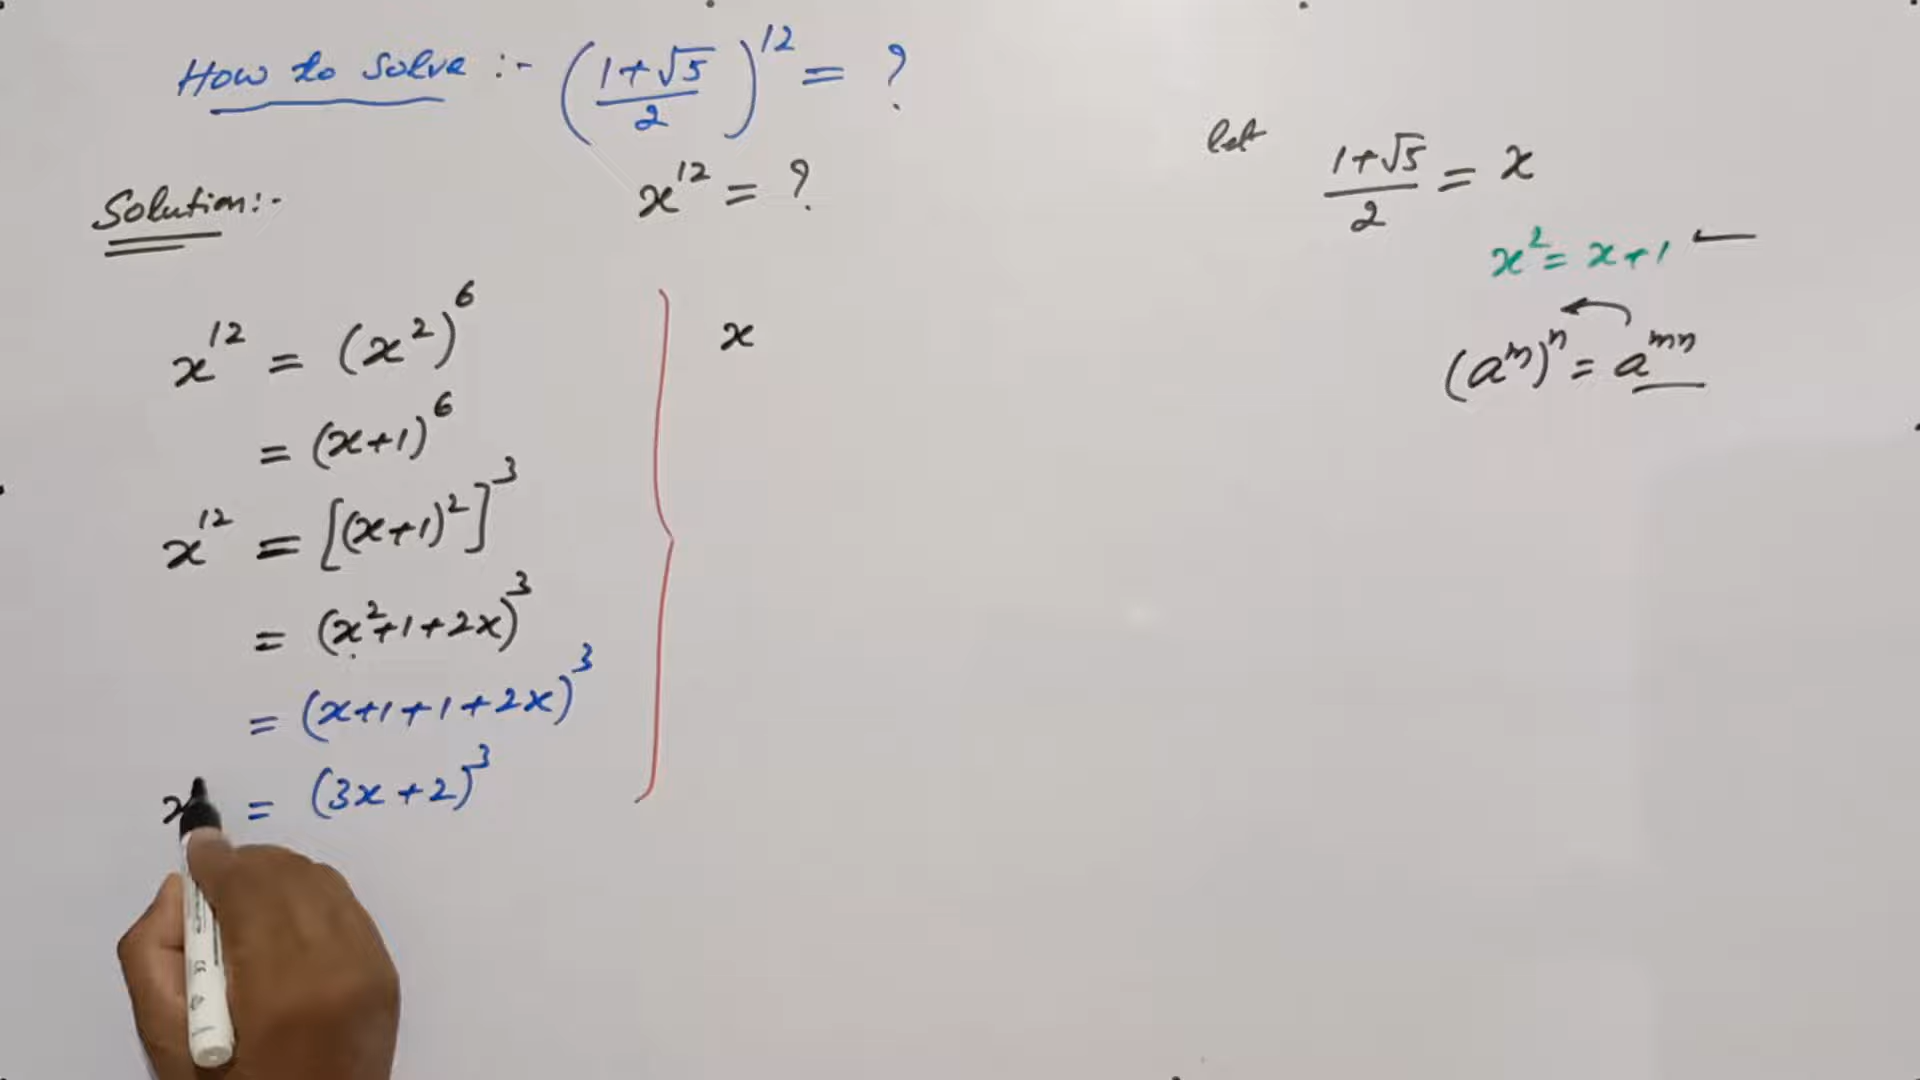 How to solve :- ((1+√5)/2)^12 = ?
x^12 = ?
Solution:-
x^12 = (x^2)^6
= (x+1)^6
x^12 = [(x+1)^2]^3
= (x^2+1+2x)^3
= (x+1+1+2x)^3
x = (3x+2)^3
x
let (1+√5)/2 = x
x^2 = x+1
(a^m)^n = a^mn